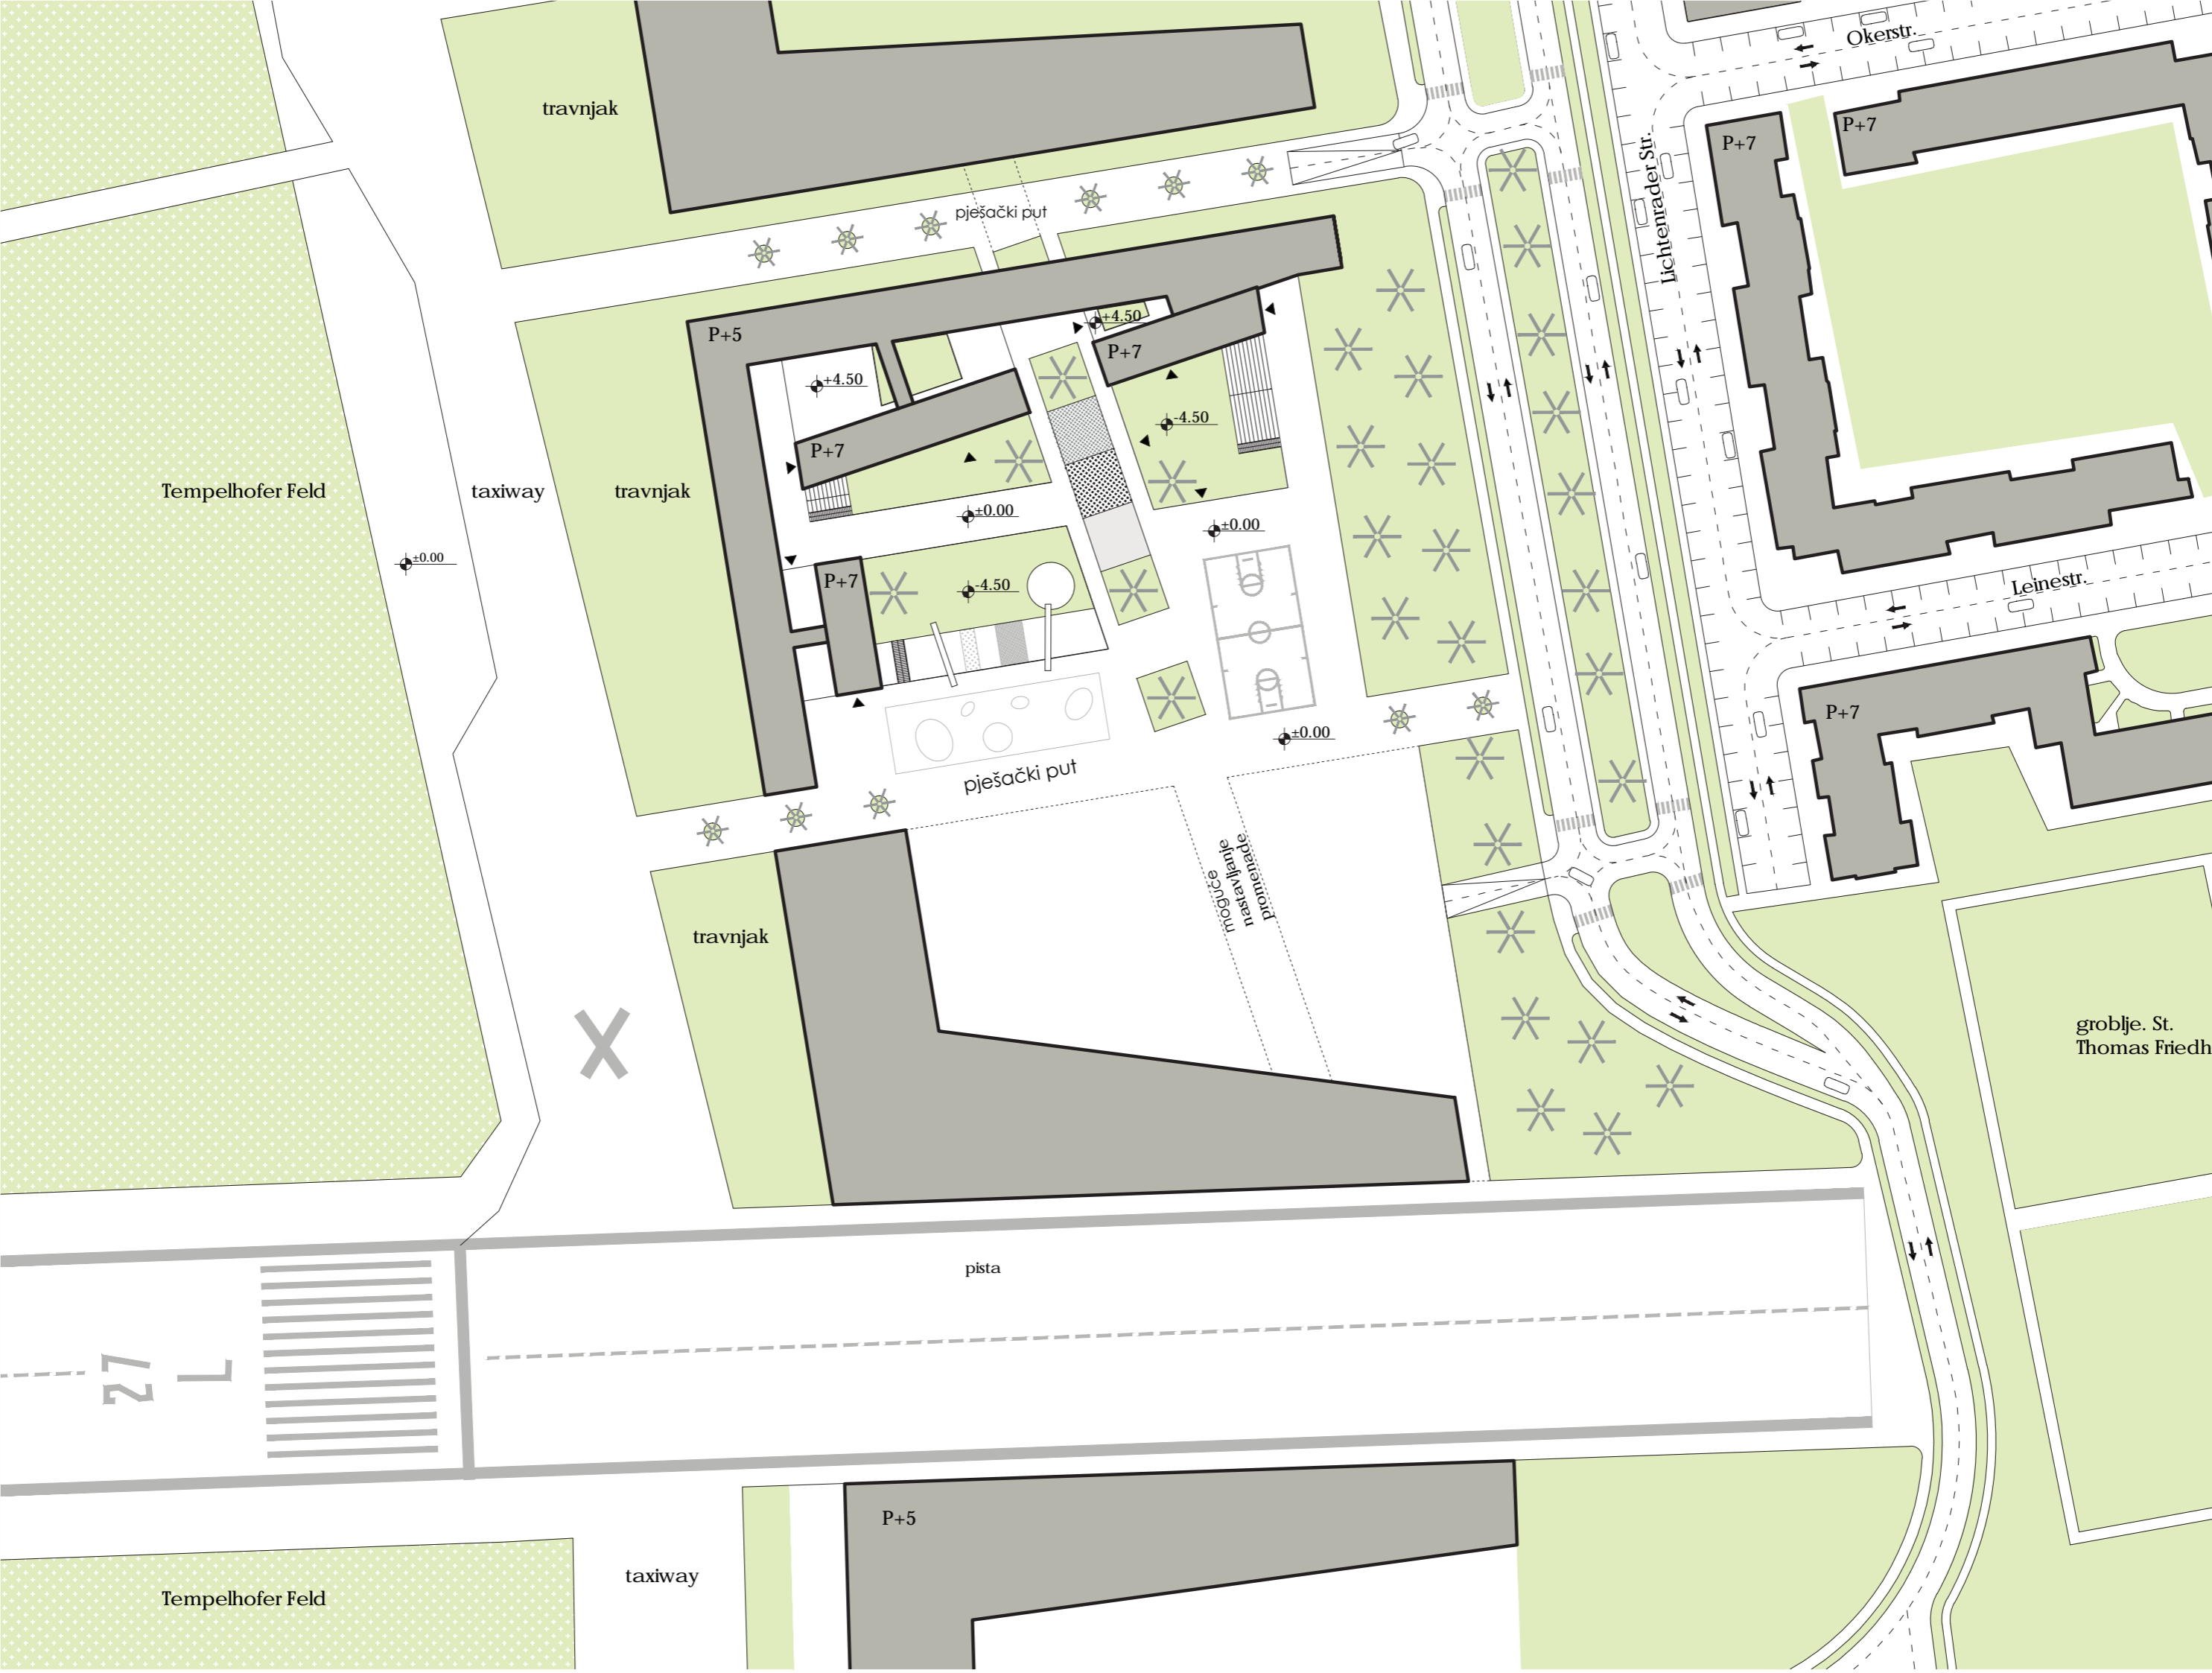 Okerstr.
travnjak
P+7
P+7
Lichtenrader Str.
pješački put
+4.50
P+5
P+7
+4.50
-4.50
P+7
Tempelhofer Feld
taxiway
travnjak
±0.00
±0.00
±0.00
P+7
-4.50
Leinestr.
P+7
±0.00
pješački put
moguće
nastavljanje
promenade
travnjak
groblje. St.
Thomas Friedh
pista
27
L
P+5
taxiway
Tempelhofer Feld